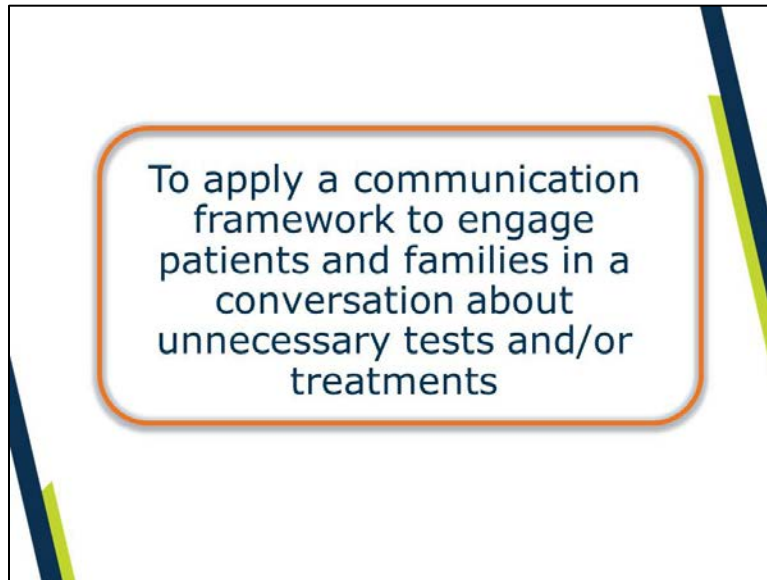 To apply a communication
framework to engage
patients and families in a
conversation about
unnecessary tests and/or
treatments